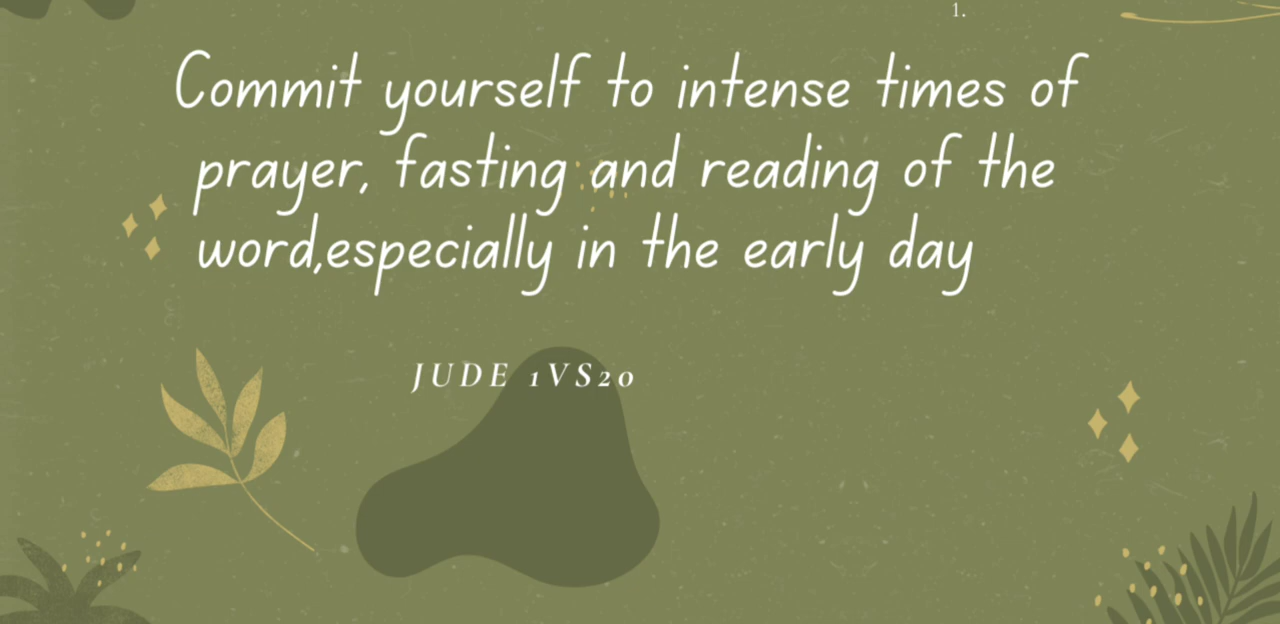 1.
Commit yourself to intense times of
prayer, fasting and reading of the
word,especially in the early day
JUDE 1VS20